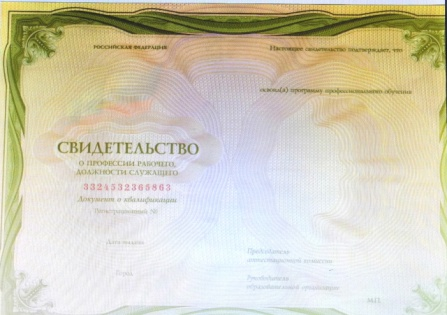 РОССИЙСКАЯ ФЕДЕРАЦИЯ
СВИДЕТЕЛЬСТВО
О ПРОФЕССИИ РАБОЧЕГО,
ДОЛЖНОСТИ СЛУЖАЩЕГО
3324532365863
Документ о квалификации
Регистрационный №
Дата выдачи
Город
Настоящее свидетельство подтверждает, что
освоил(а) программу профессионального обучения
Председатель
аттестационной комиссии
Руководитель
образовательной организации
М.П.